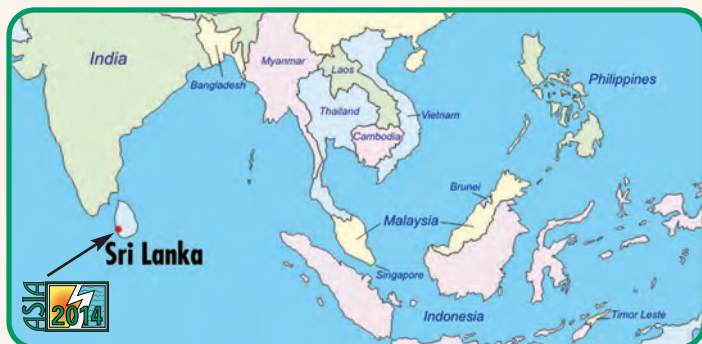 India
Bangladesh
Myanmar
Laos
Thailand
Cambodia
Vietnam
Philippines
Brunei
Malaysia
Singapore
Indonesia
Timor Leste
Sri Lanka
ASIA
2014